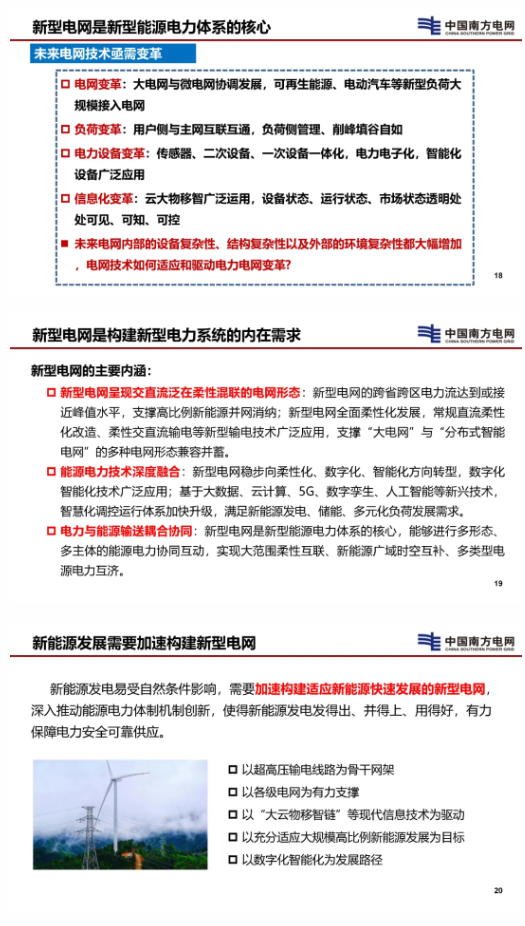 新型电网是新型能源电力体系的核心
中国南方电网
CHINA SOUTHERN POWER GRID
未来电网技术亟需变革
电网变革：大电网与微电网协调发展，可再生能源、电动汽车等新型负荷大
规模接入电网
负荷变革：用户侧与主网互联互通，负荷侧管理、削峰填谷自如
电力设备变革：传感器、二次设备、一次设备一体化，电力电子化，智能化
设备广泛应用
信息化变革：云大物移智广泛运用，设备状态、运行状态、市场状态透明处
处可见、可知、可控
未来电网内部的设备复杂性、结构复杂性以及外部的环境复杂性都大幅增加
，电网技术如何适应和驱动电力电网变革?
18
新型电网是构建新型电力系统的内在需求
中国南方电网
CHINA SOUTHERN POWER GRID
新型电网的主要内涵：
新型电网呈现交直流泛在柔性混联的电网形态：新型电网的跨省跨区电力流达到或接
近峰值水平，支撑高比例新能源并网消纳；新型电网全面柔性化发展，常规直流柔性
化改造、柔性交直流输电等新型输电技术广泛应用，支撑“大电网”与“分布式智能
电网”的多种电网形态兼容并蓄。
能源电力技术深度融合：新型电网稳步向柔性化、数字化、智能化方向转型，数字化
智能化技术广泛应用；基于大数据、云计算、5G、数字孪生、人工智能等新兴技术，
智慧化调控运行体系加快升级，满足新能源发电、储能、多元化负荷发展需求。
电力与能源输送耦合协同：新型电网是新型能源电力体系的核心，能够进行多形态、
多主体的能源电力协同互动，实现大范围柔性互联、新能源广域时空互补、多类型电
源电力互济。
19
新能源发展需要加速构建新型电网
中国南方电网
CHINA SOUTHERN POWER GRID
新能源发电易受自然条件影响，需要加速构建适应新能源快速发展的新型电网，
深入推动能源电力体制机制创新，使得新能源发电发得出、并得上、用得好，有力
保障电力安全可靠供应。
以超高压输电线路为骨干网架
以各级电网为有力支撑
以“大云物移智链”等现代信息技术为驱动
以充分适应大规模高比例新能源发展为目标
以数字化智能化为发展路径
20